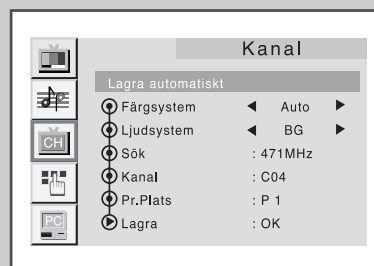 Kanal
Lagra automatiskt
Färgsystem ◀ Auto ▶
Ljudsystem ◀ BG ▶
CH
Sök : 471MHz
Kanal : C04
Pr.Plats : P 1
PC
Lagra : OK